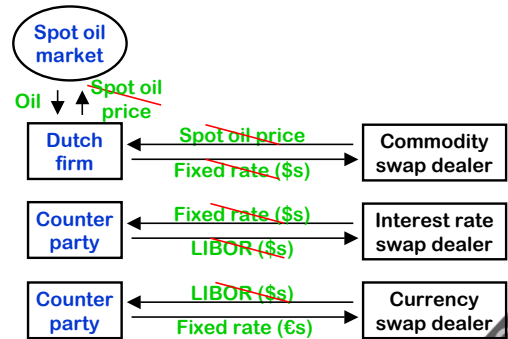 Spot oil
market
Oil
Spot oil
price
Dutch
firm
Spot oil price
Fixed rate ($s)
Commodity
swap dealer
Counter
party
Fixed rate ($s)
LIBOR ($s)
Interest rate
swap dealer
Counter
party
LIBOR ($s)
Fixed rate (€s)
Currency
swap dealer